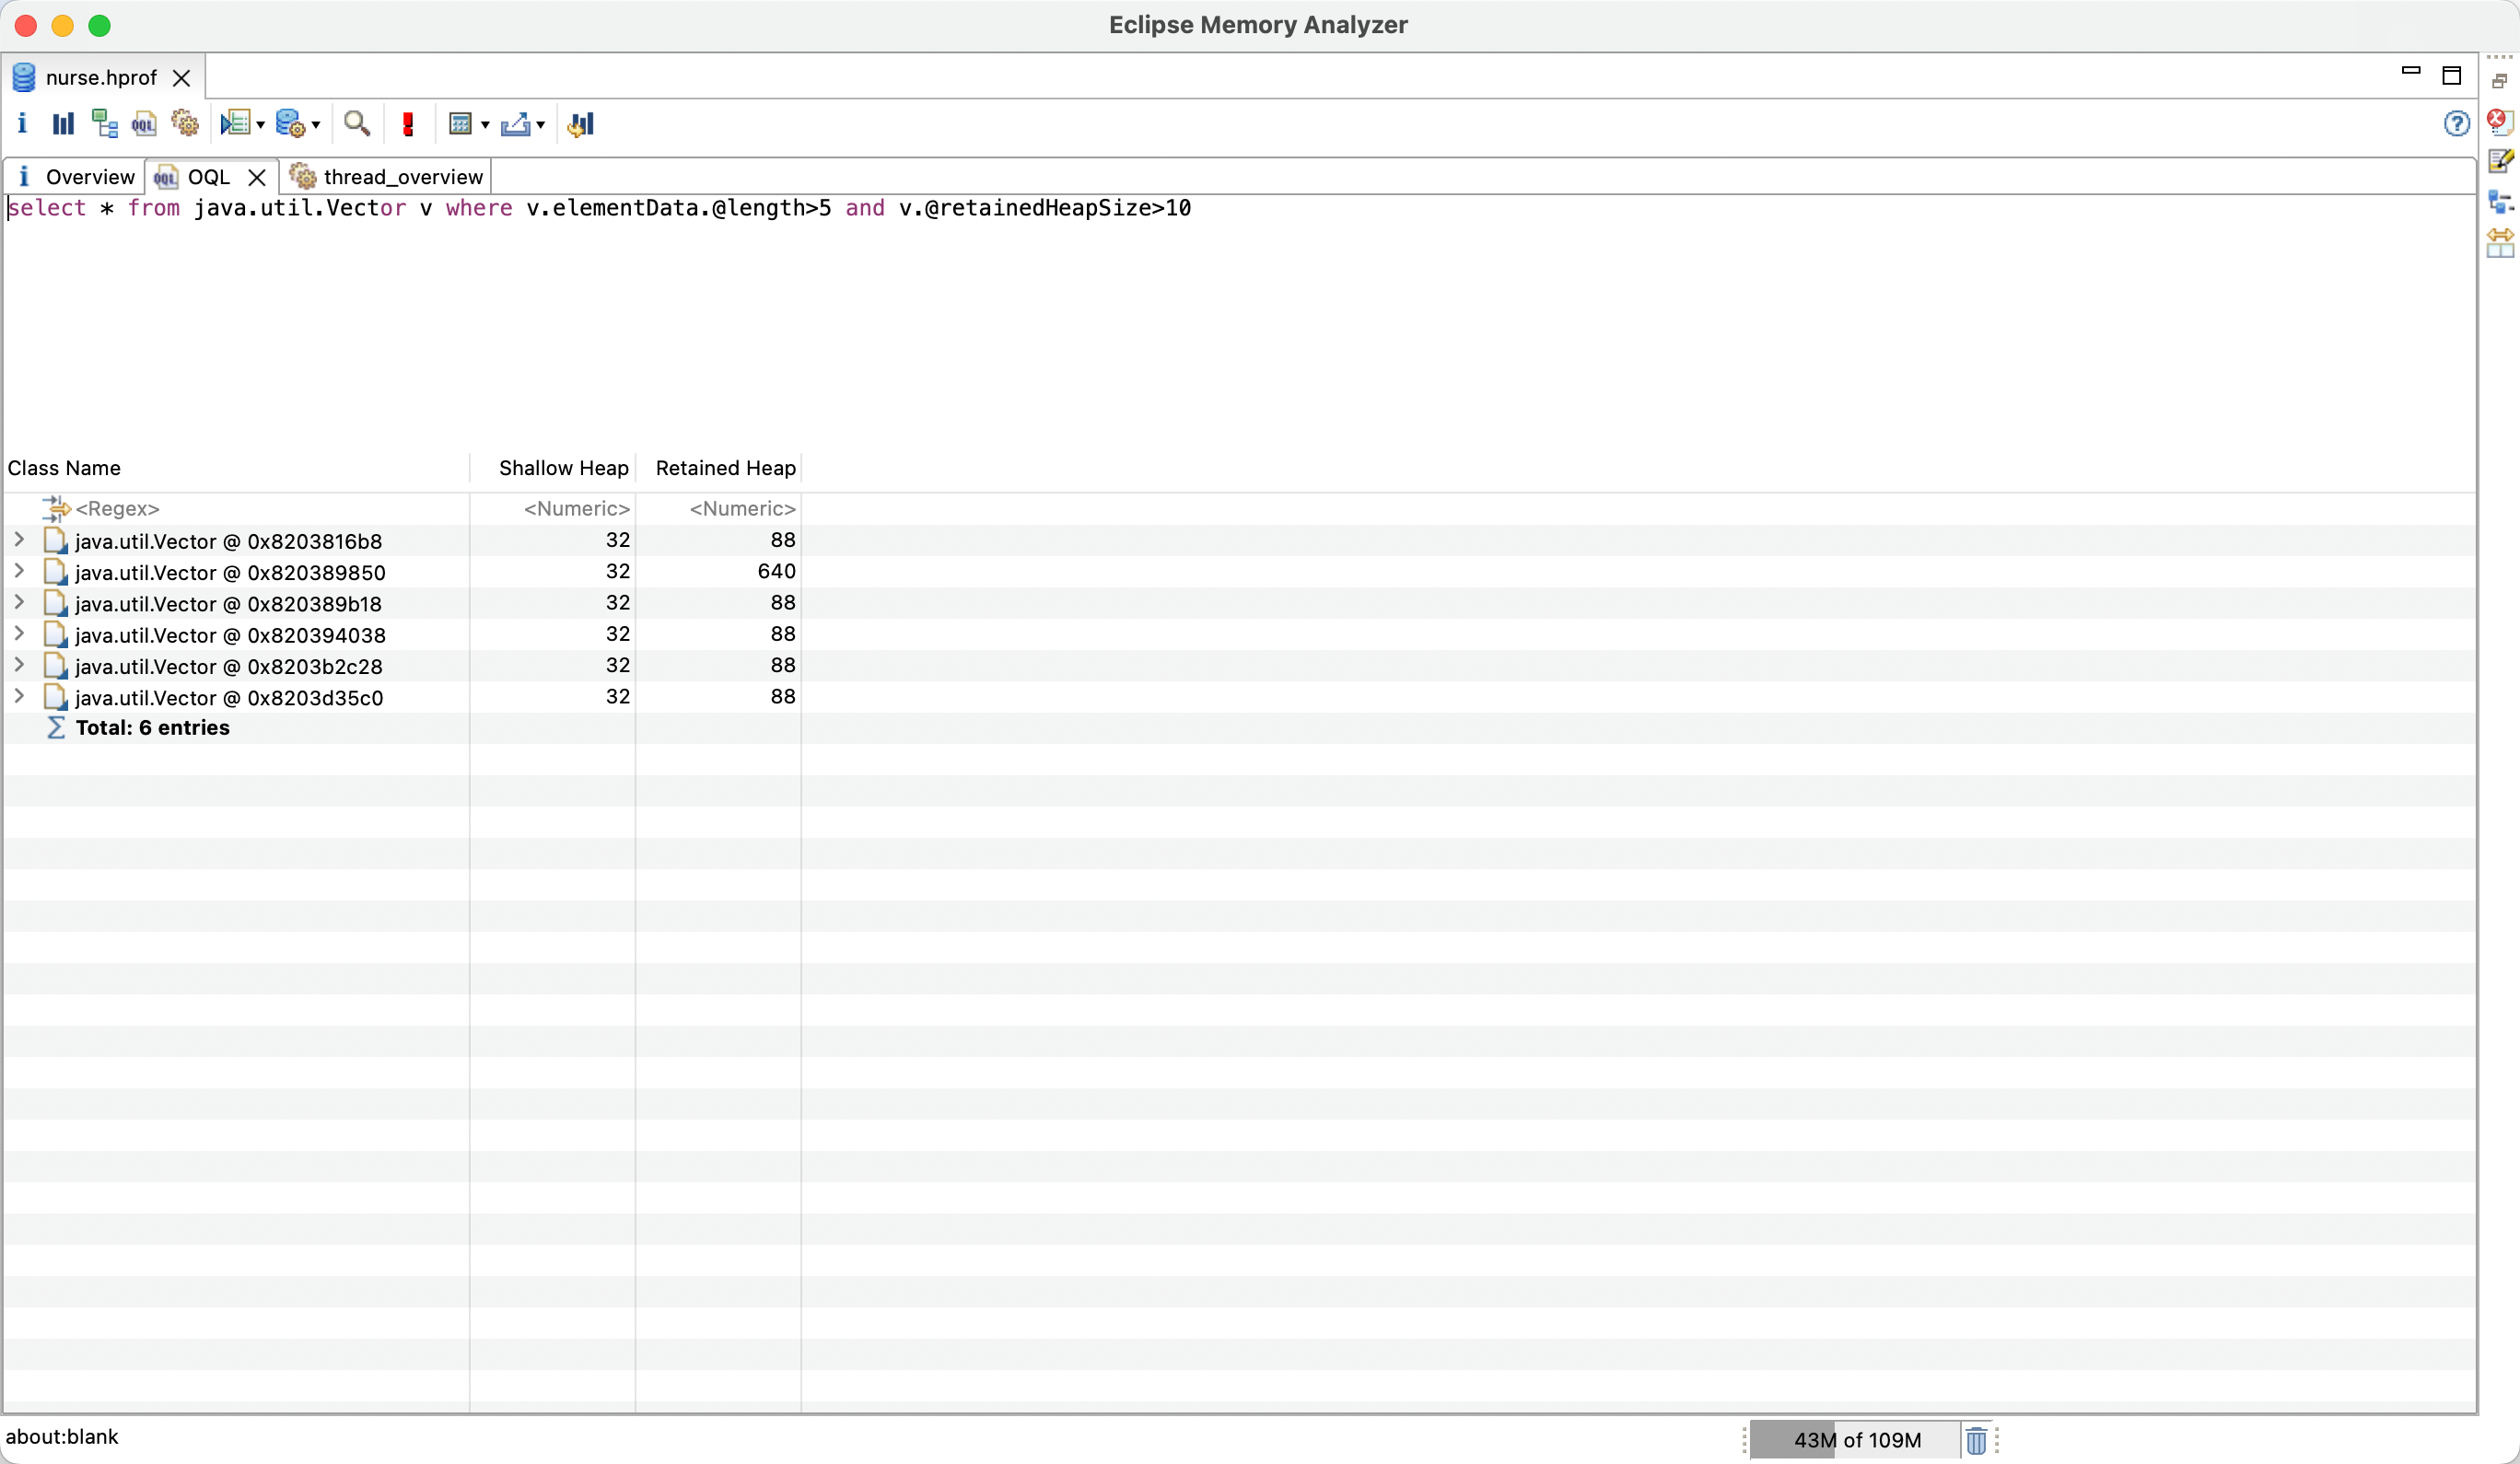 Eclipse Memory Analyzer
nurse.hprof
Overview OQL thread_overview
select * from java.util.Vector v where v.elementData.@length>5 and v.@retainedHeapSize>10
Class Name Shallow Heap Retained Heap
<Regex> <Numeric> <Numeric>
java.util.Vector @ 0x8203816b8 32 88
java.util.Vector @ 0x820389850 32 640
java.util.Vector @ 0x820389b18 32 88
java.util.Vector @ 0x820394038 32 88
java.util.Vector @ 0x8203b2c28 32 88
java.util.Vector @ 0x8203d35c0 32 88
Total: 6 entries
about:blank
43M of 109M